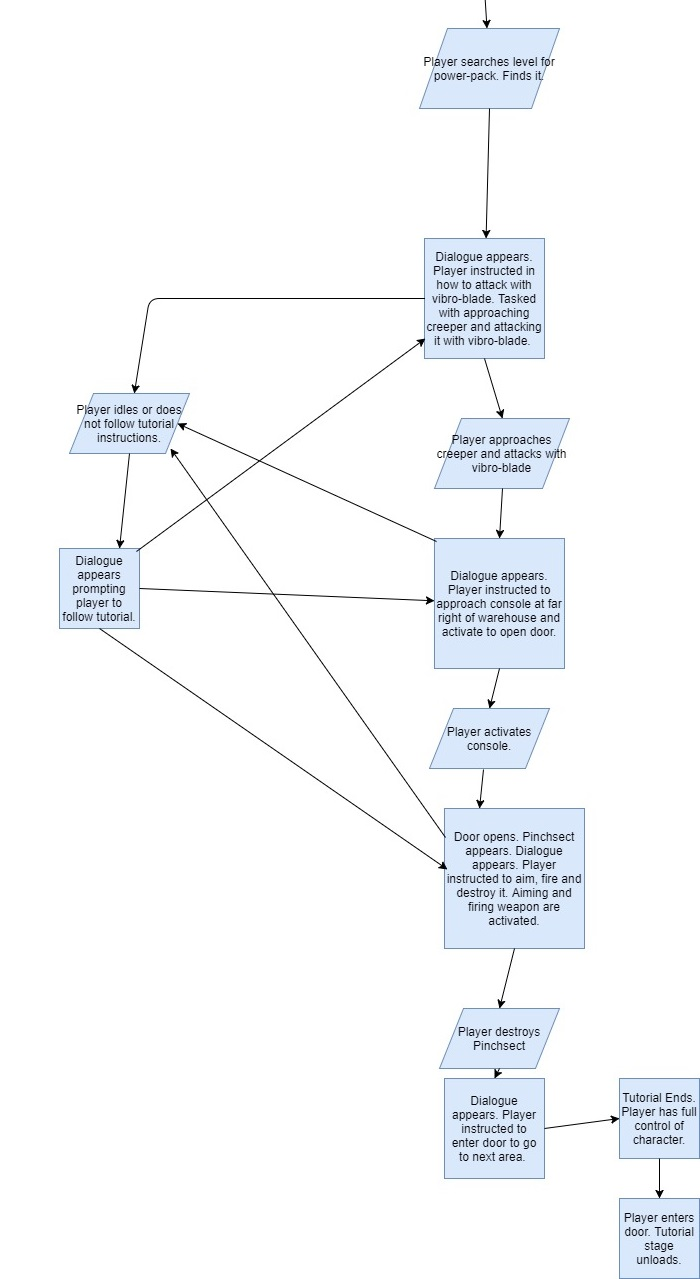 Player searches level for
power-pack. Finds it.
Dialogue appears.
Player instructed in
how to attack with
vibro-blade. Tasked
with approaching
creeper and attacking
it with vibro-blade.
Player idles or does
not follow tutorial
instructions.
Player approaches
creeper and attacks with
vibro-blade
Dialogue
appears
prompting
player to
follow tutorial.
Dialogue appears.
Player instructed to
approach console at far
right of warehouse and
activate to open door.
Player activates
console.
Door opens. Pinchsect
appears. Dialogue
appears. Player
instructed to aim, fire and
destroy it. Aiming and
firing weapon are
activated.
Player destroys
Pinchsect
Dialogue
appears. Player
instructed to
enter door to go
to next area.
Tutorial Ends.
Player has full
control of
character.
Player enters
door. Tutorial
stage
unloads.